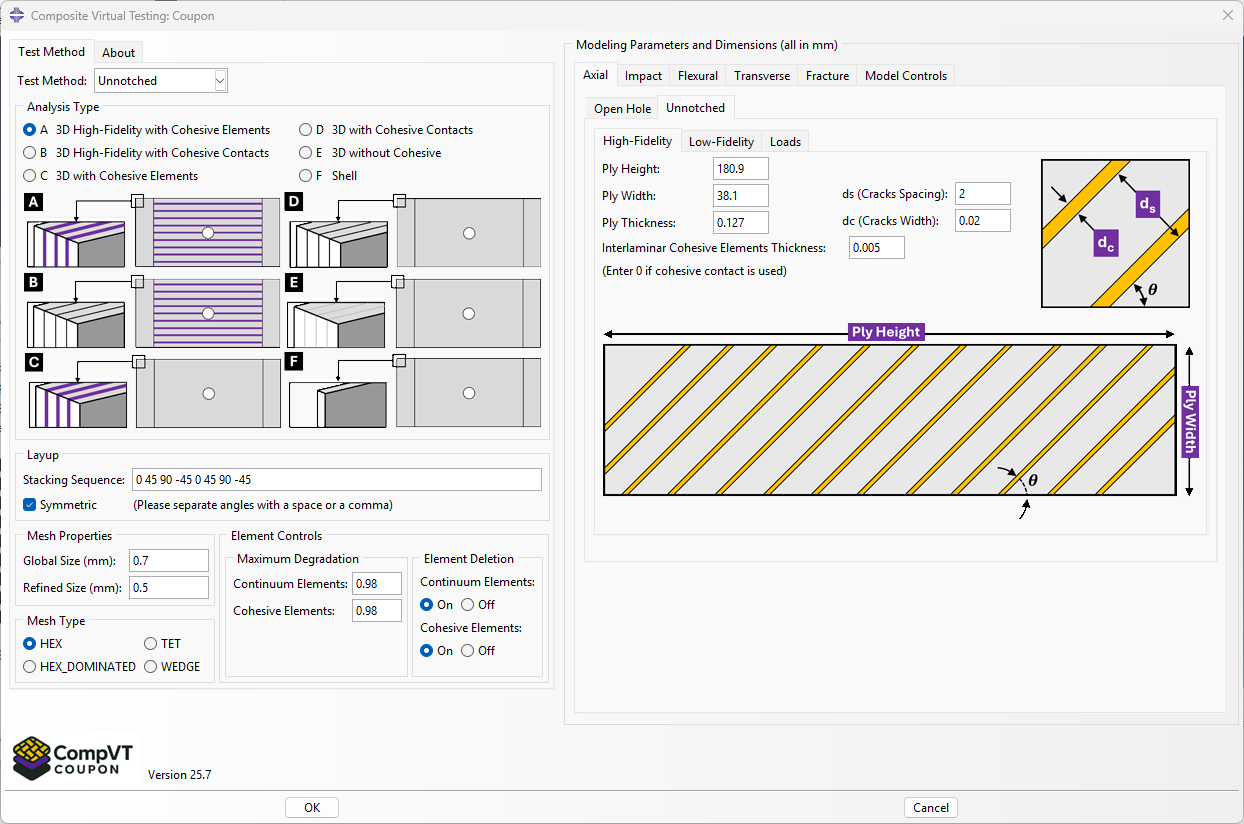 Composite Virtual Testing: Coupon
Test Method
About
Test Method:
Unnotched
Analysis Type
A 3D High-Fidelity with Cohesive Elements
D 3D with Cohesive Contacts
B 3D High-Fidelity with Cohesive Contacts
E 3D without Cohesive
C 3D with Cohesive Elements
F Shell
A
D
B
E
C
F
Layup
Stacking Sequence:
0 45 90 -45 0 45 90 -45
Symmetric
(Please separate angles with a space or a comma)
Mesh Properties
Global Size (mm):
0.7
Refined Size (mm):
0.5
Mesh Type
HEX
TET
HEX_DOMINATED
WEDGE
Element Controls
Maximum Degradation
Continuum Elements:
0.98
Cohesive Elements:
0.98
Element Deletion
Continuum Elements:
On
Off
Cohesive Elements:
On
Off
CompVT
COUPON
Version 25.7
Modeling Parameters and Dimensions (all in mm)
Axial
Impact
Flexural
Transverse
Fracture
Model Controls
Open Hole
Unnotched
High-Fidelity
Low-Fidelity
Loads
Ply Height:
180.9
Ply Width:
38.1
Ply Thickness:
0.127
ds (Cracks Spacing):
2
dc (Cracks Width):
0.02
Interlaminar Cohesive Elements Thickness:
0.005
(Enter 0 if cohesive contact is used)
ds
dc
θ
Ply Height
Ply Width
θ
OK
Cancel